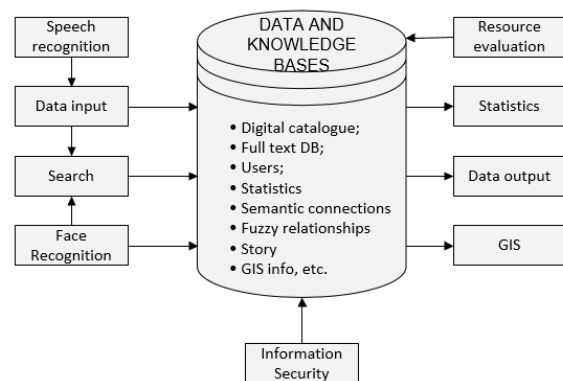 Speech
recognition
Data input
Search
Face
Recognition
DATA AND
KNOWLEDGE
BASES
• Digital catalogue;
• Full text DB;
• Users;
• Statistics
• Semantic connections
• Fuzzy relationships
• Story
• GIS info, etc.
Resource
evaluation
Statistics
Data output
GIS
Information
Security